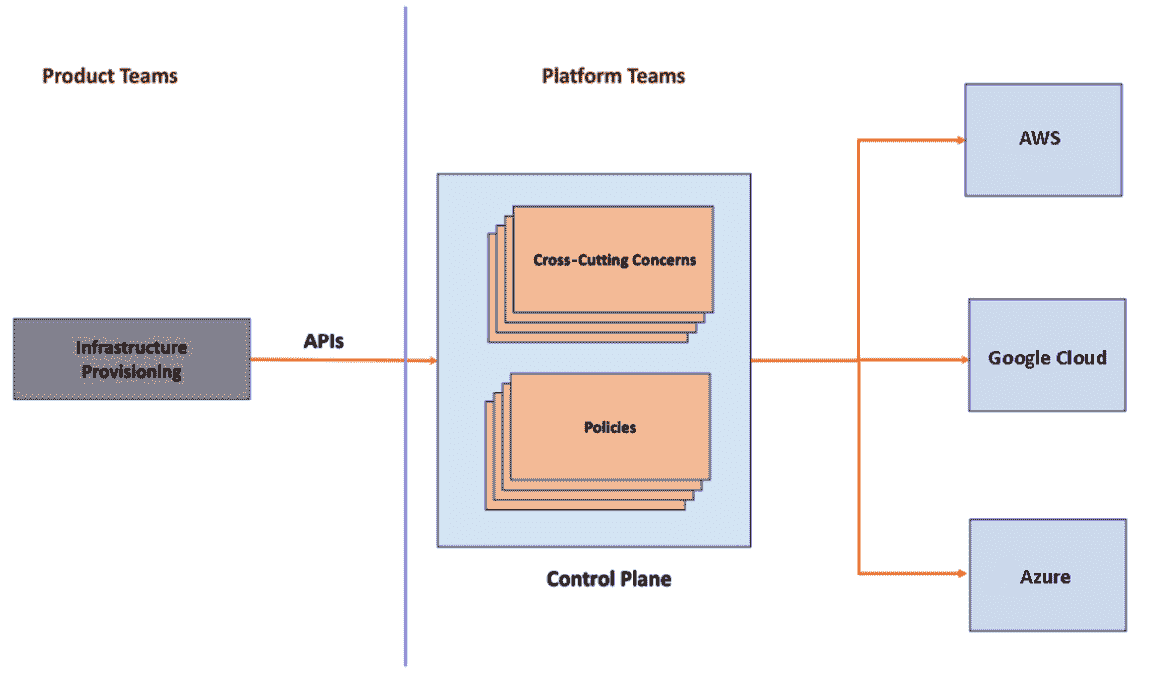 Product Teams
Platform Teams
AWS
Cross-Cutting Concerns
Infrastructure
Provisioning
APIs
Google Cloud
Policies
Control Plane
Azure